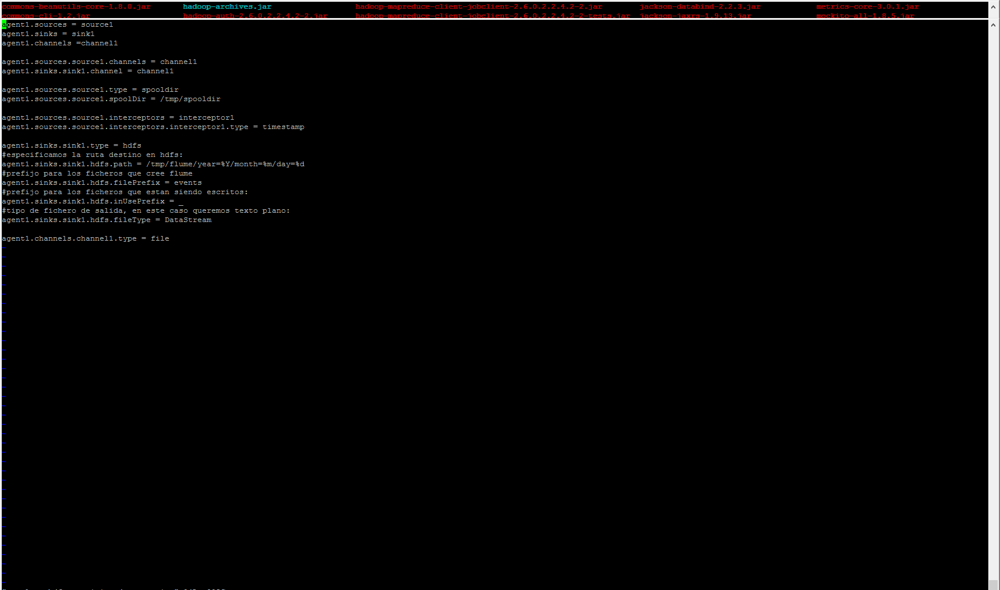 commons-beanutils-core-1.8.0.jar hadoop-archives.jar hadoop-mapreduce-client-jobclient-2.6.0.2.2.4.2-2.jar jackson-databind-2.2.3.jar metrics-core-3.0.1.jar
commons-cli-1.2.jar hadoop-auth-2.6.0.2.2.4.2-2.jar hadoop-mapreduce-client-jobclient-2.6.0.2.2.4.2-2-tests.jar jackson-jaxrs-1.9.13.jar mockito-all-1.8.5.jar
agent1.sources = source1
agent1.sinks = sink1
agent1.channels =channel1
agent1.sources.source1.channels = channel1
agent1.sinks.sink1.channel = channel1
agent1.sources.source1.type = spooldir
agent1.sources.source1.spoolDir = /tmp/spooldir
agent1.sources.source1.interceptors = interceptor1
agent1.sources.source1.interceptors.interceptor1.type = timestamp
agent1.sinks.sink1.type = hdfs
#especificamos la ruta destino en hdfs:
agent1.sinks.sink1.hdfs.path = /tmp/flume/year=%Y/month=%m/day=%d
#prefijo para los ficheros que cree flume
agent1.sinks.sink1.hdfs.filePrefix = events
#prefijo para los ficheros que estan siendo escritos:
agent1.sinks.sink1.hdfs.inUsePrefix = _
#tipo de fichero de salida, en este caso queremos texto plano:
agent1.sinks.sink1.hdfs.fileType = DataStream
agent1.channels.channel1.type = file